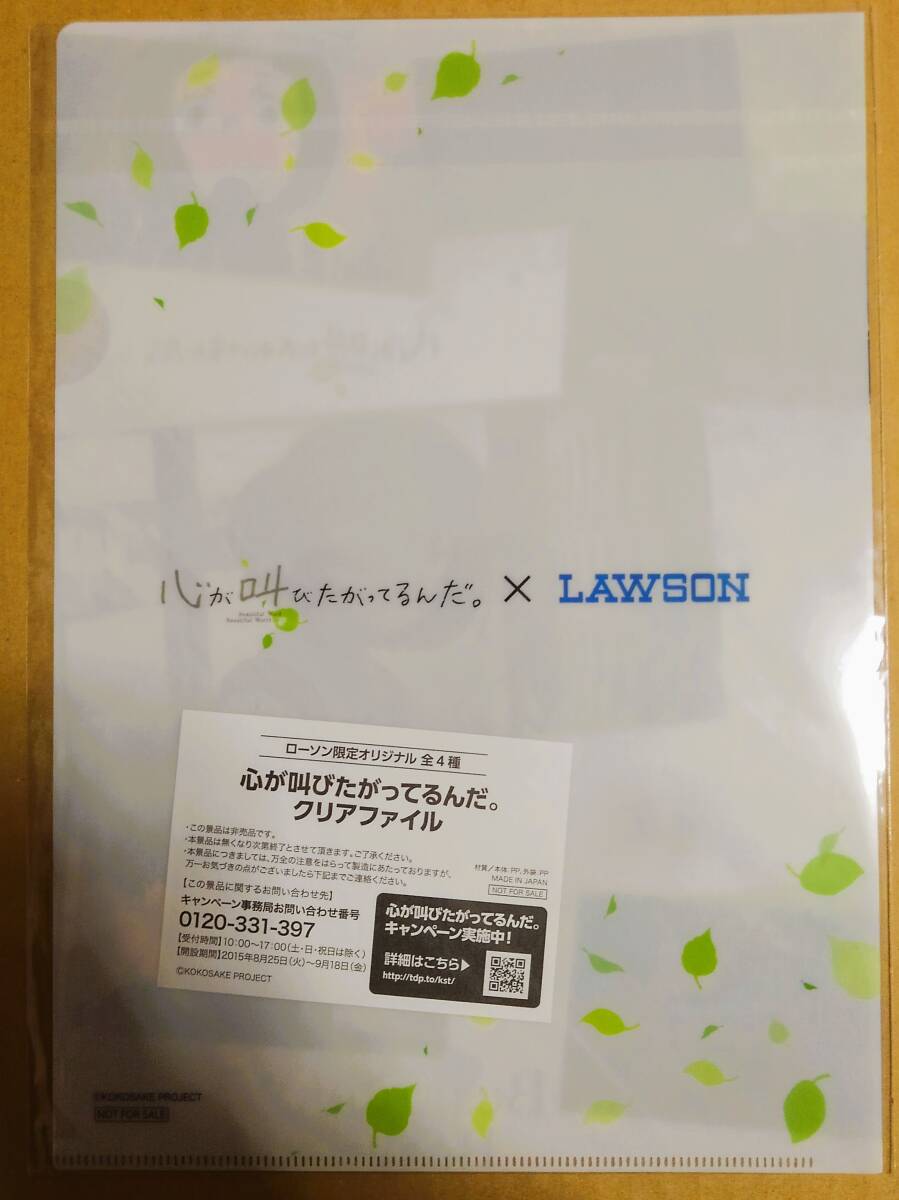 心が叫びたがってるんだ。 × LAWSON
Beautiful Word
Beautiful World
ローソン限定オリジナル 全4種
心が叫びたがってるんだ。
クリアファイル
・この景品は非売品です。
・本景品は無くなり次第終了とさせて頂きます。ご了承ください。
・本景品につきましては、万全の注意をはらって製造にあたっておりますが、
万一お気づきの点がございましたら下記までご連絡ください。
材質/本体:PP、外袋:PP
MADE IN JAPAN
NOT FOR SALE
【この景品に関するお問い合わせ先】
キャンペーン事務局お問い合わせ番号
0120-331-397
【受付時間】10:00〜17:00(土・日・祝日は除く)
【開設期間】2015年8月25日(火)〜9月18日(金)
©KOKOSAKE PROJECT
心が叫びたがってるんだ。
キャンペーン実施中!
詳細はこちら▶
http://tdp.to/kst/
©KOKOSAKE PROJECT
NOT FOR SALE